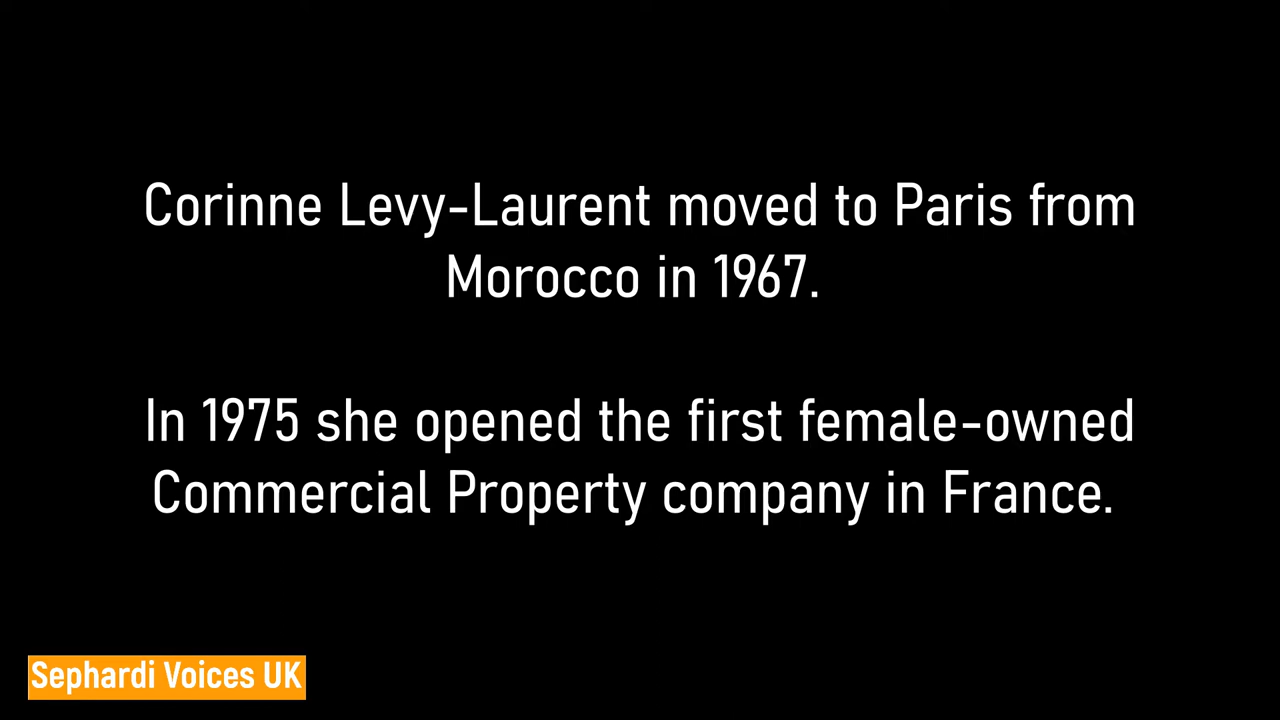 Corinne Levy-Laurent moved to Paris from
Morocco in 1967.
In 1975 she opened the first female-owned
Commercial Property company in France.
Sephardi Voices UK